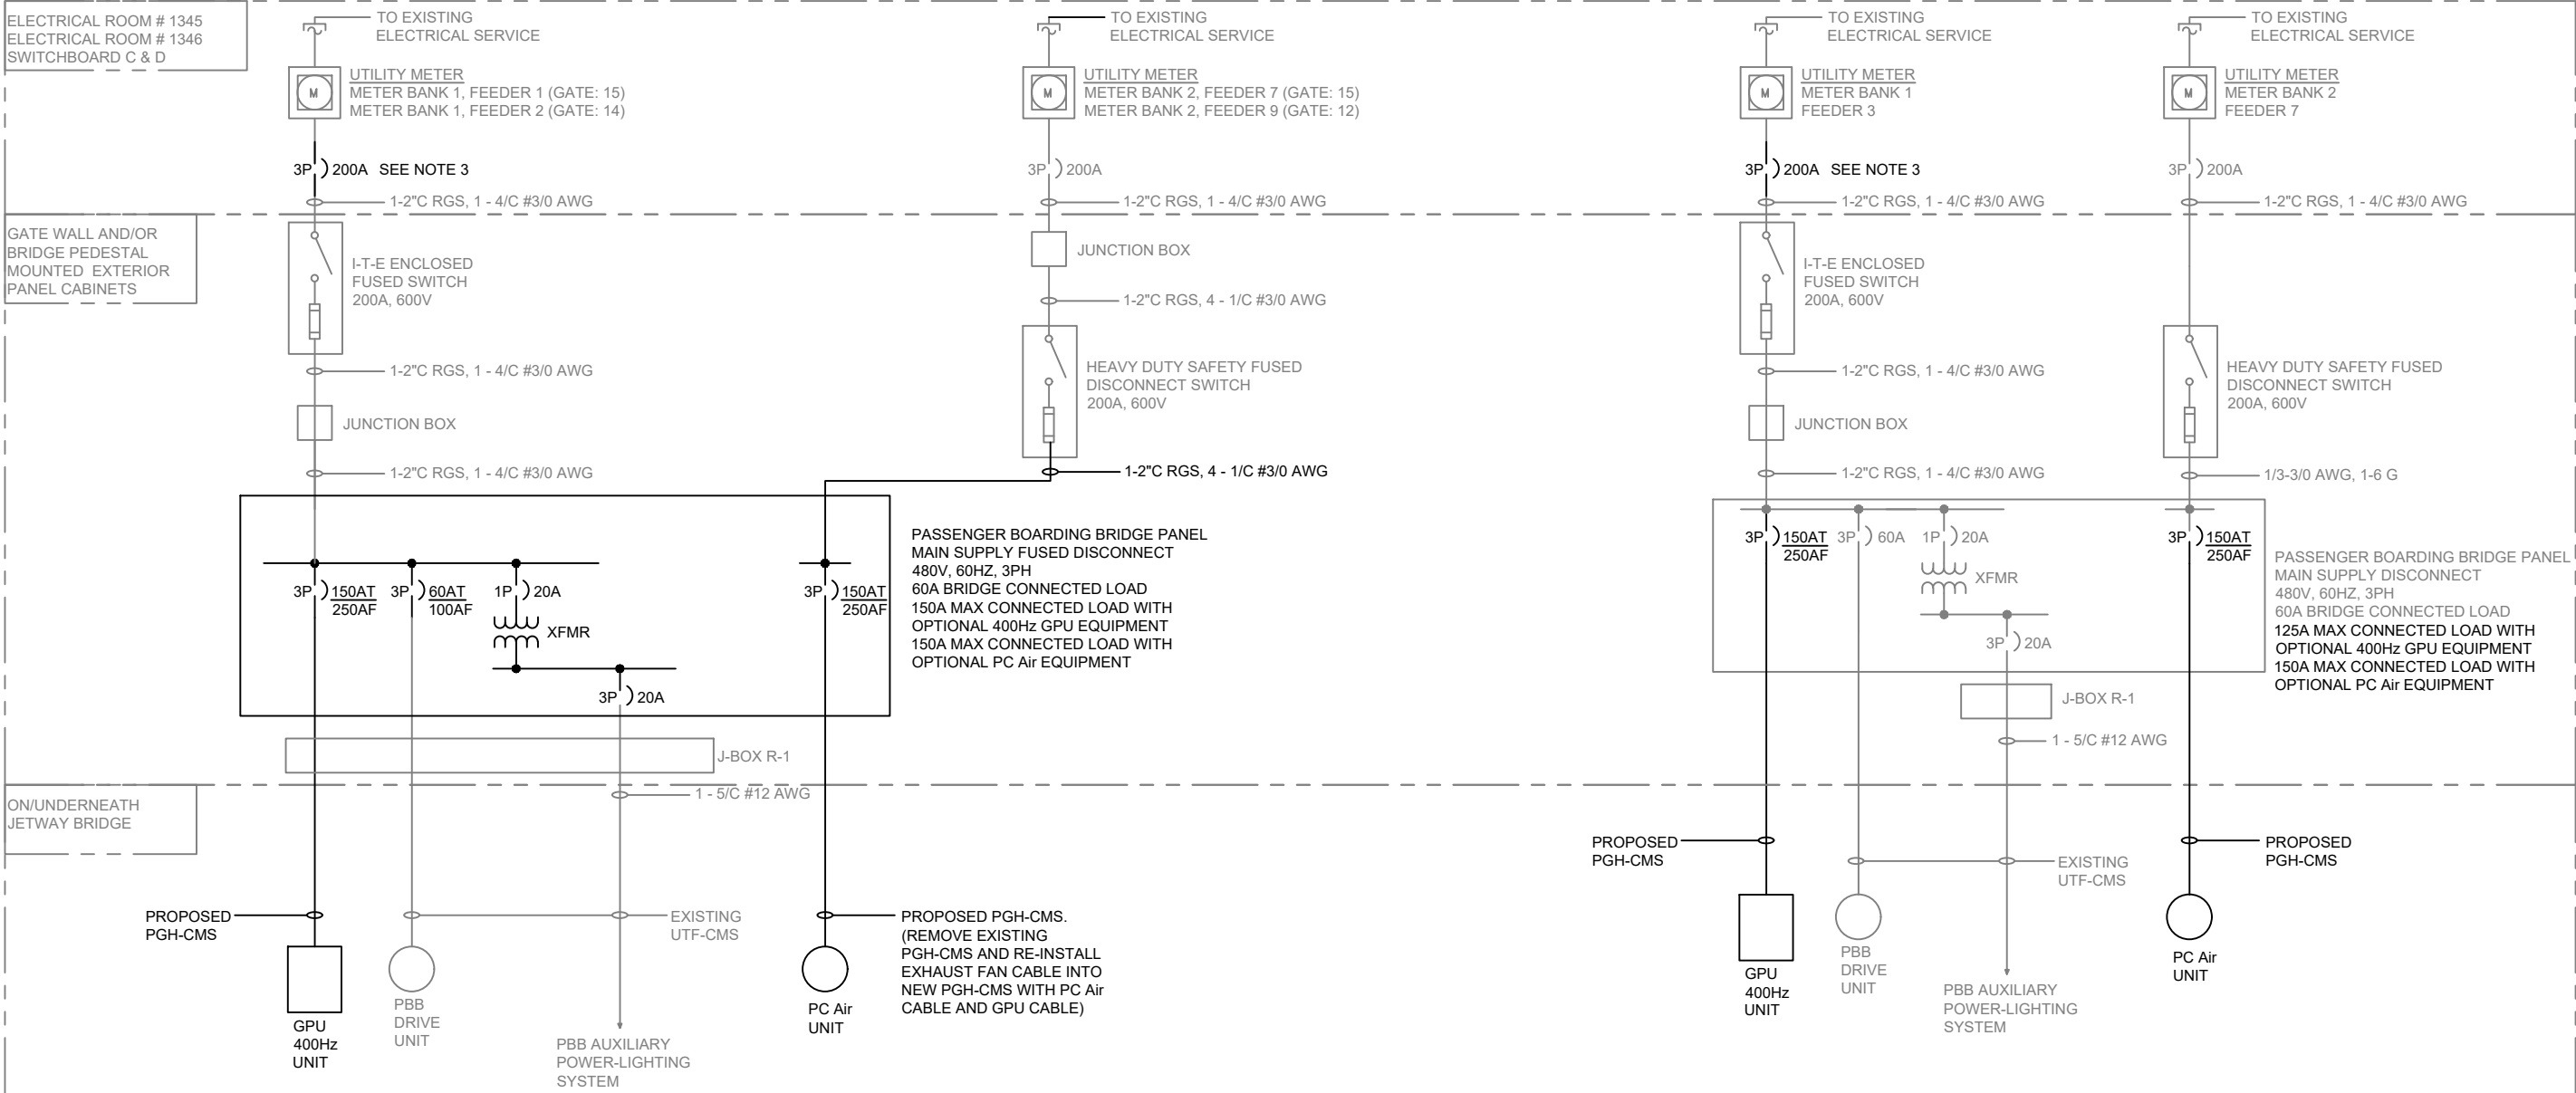 ELECTRICAL ROOM # 1345
ELECTRICAL ROOM # 1346
SWITCHBOARD C & D
TO EXISTING
ELECTRICAL SERVICE
M
UTILITY METER
METER BANK 1, FEEDER 1 (GATE: 15)
METER BANK 1, FEEDER 2 (GATE: 14)
3P 200A SEE NOTE 3
1-2"C RGS, 1 - 4/C #3/0 AWG
TO EXISTING
ELECTRICAL SERVICE
M
UTILITY METER
METER BANK 2, FEEDER 7 (GATE: 15)
METER BANK 2, FEEDER 9 (GATE: 12)
3P 200A
1-2"C RGS, 1 - 4/C #3/0 AWG
TO EXISTING
ELECTRICAL SERVICE
M
UTILITY METER
METER BANK 1
FEEDER 3
3P 200A SEE NOTE 3
1-2"C RGS, 1 - 4/C #3/0 AWG
TO EXISTING
ELECTRICAL SERVICE
M
UTILITY METER
METER BANK 2
FEEDER 7
3P 200A
1-2"C RGS, 1 - 4/C #3/0 AWG
GATE WALL AND/OR
BRIDGE PEDESTAL
MOUNTED EXTERIOR
PANEL CABINETS
I-T-E ENCLOSED
FUSED SWITCH
200A, 600V
1-2"C RGS, 1 - 4/C #3/0 AWG
JUNCTION BOX
1-2"C RGS, 1 - 4/C #3/0 AWG
JUNCTION BOX
1-2"C RGS, 4 - 1/C #3/0 AWG
HEAVY DUTY SAFETY FUSED
DISCONNECT SWITCH
200A, 600V
1-2"C RGS, 4 - 1/C #3/0 AWG
I-T-E ENCLOSED
FUSED SWITCH
200A, 600V
1-2"C RGS, 1 - 4/C #3/0 AWG
JUNCTION BOX
1-2"C RGS, 1 - 4/C #3/0 AWG
HEAVY DUTY SAFETY FUSED
DISCONNECT SWITCH
200A, 600V
1/3-3/0 AWG, 1-6 G
3P 150AT
250AF
3P 60AT
100AF
1P 20A
XFMR
3P 20A
3P 150AT
250AF
PASSENGER BOARDING BRIDGE PANEL
MAIN SUPPLY FUSED DISCONNECT
480V, 60HZ, 3PH
60A BRIDGE CONNECTED LOAD
150A MAX CONNECTED LOAD WITH
OPTIONAL 400Hz GPU EQUIPMENT
150A MAX CONNECTED LOAD WITH
OPTIONAL PC Air EQUIPMENT
J-BOX R-1
3P 150AT
250AF
3P 60A
1P 20A
XFMR
3P 20A
3P 150AT
250AF
PASSENGER BOARDING BRIDGE PANEL
MAIN SUPPLY DISCONNECT
480V, 60HZ, 3PH
60A BRIDGE CONNECTED LOAD
125A MAX CONNECTED LOAD WITH
OPTIONAL 400Hz GPU EQUIPMENT
150A MAX CONNECTED LOAD WITH
OPTIONAL PC Air EQUIPMENT
J-BOX R-1
1 - 5/C #12 AWG
ON/UNDERNEATH
JETWAY BRIDGE
1 - 5/C #12 AWG
PROPOSED
PGH-CMS
EXISTING
UTF-CMS
PROPOSED PGH-CMS.
(REMOVE EXISTING
PGH-CMS AND RE-INSTALL
EXHAUST FAN CABLE INTO
NEW PGH-CMS WITH PC Air
CABLE AND GPU CABLE)
GPU
400Hz
UNIT
PBB
DRIVE
UNIT
PBB AUXILIARY
POWER-LIGHTING
SYSTEM
PC Air
UNIT
PROPOSED
PGH-CMS
EXISTING
UTF-CMS
PROPOSED
PGH-CMS
GPU
400Hz
UNIT
PBB
DRIVE
UNIT
PBB AUXILIARY
POWER-LIGHTING
SYSTEM
PC Air
UNIT